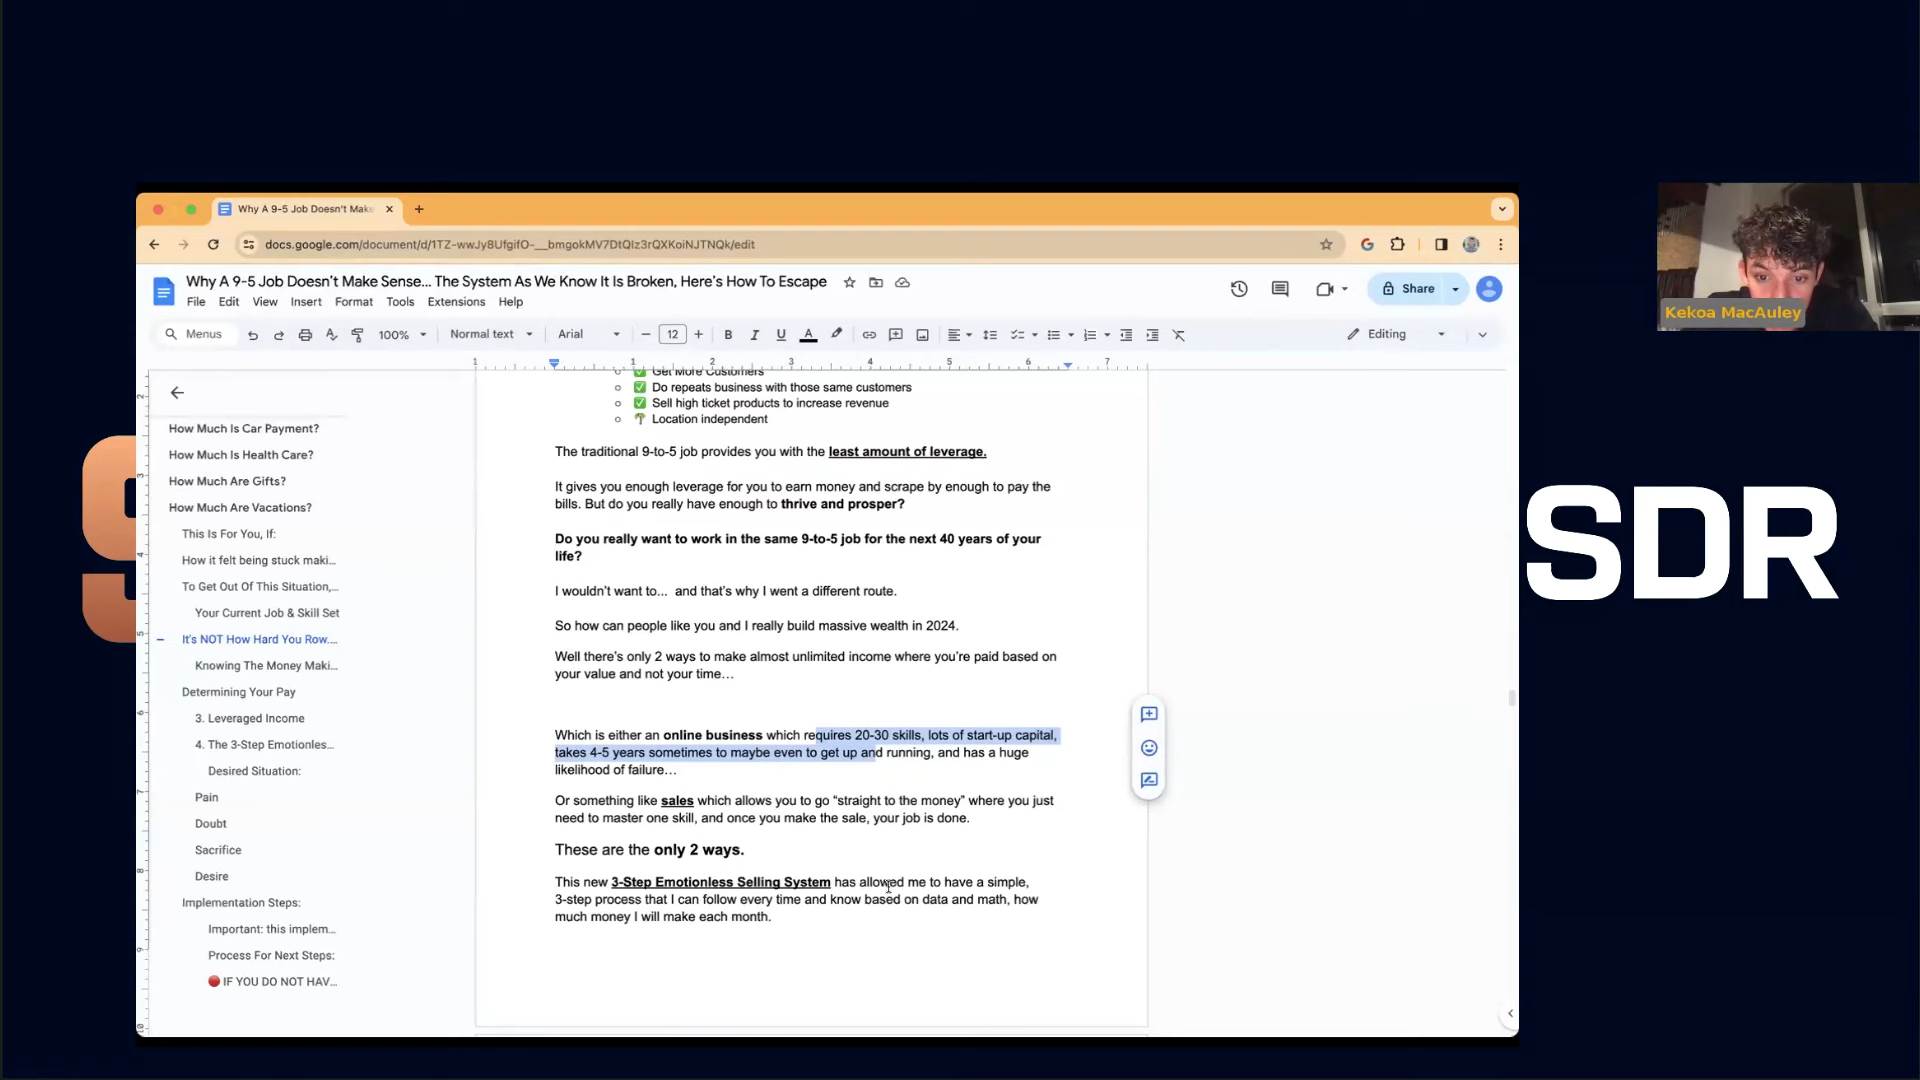 Why A 9-5 Job Doesn't Make
docs.google.com/document/d/1TZ-wwJy8UfgifO-__bmgokMV7DtQIz3rQXKoiNJTNQk/edit
Why A 9-5 Job Doesn't Make Sense... The System As We Know It Is Broken, Here's How To Escape
File Edit View Insert Format Tools Extensions Help
Share
Menus 100% Normal text Arial 12 Editing
1 1 2 3 4 5 6 7
Kekoa MacAuley
How Much Is Car Payment?
How Much Is Health Care?
How Much Are Gifts?
How Much Are Vacations?
This Is For You, If:
How it felt being stuck maki...
To Get Out Of This Situation,...
Your Current Job & Skill Set
It's NOT How Hard You Row....
Knowing The Money Maki...
Determining Your Pay
3. Leveraged Income
4. The 3-Step Emotionles...
Desired Situation:
Pain
Doubt
Sacrifice
Desire
Implementation Steps:
Important: this implem...
Process For Next Steps:
🔴 IF YOU DO NOT HAV...
✅ Get More Customers
✅ Do repeats business with those same customers
✅ Sell high ticket products to increase revenue
🌴 Location independent
The traditional 9-to-5 job provides you with the least amount of leverage.
It gives you enough leverage for you to earn money and scrape by enough to pay the
bills. But do you really have enough to thrive and prosper?
Do you really want to work in the same 9-to-5 job for the next 40 years of your
life?
I wouldn't want to... and that's why I went a different route.
So how can people like you and I really build massive wealth in 2024.
Well there's only 2 ways to make almost unlimited income where you're paid based on
your value and not your time…
Which is either an online business which requires 20-30 skills, lots of start-up capital,
takes 4-5 years sometimes to maybe even to get up and running, and has a huge
likelihood of failure…
Or something like sales which allows you to go “straight to the money” where you just
need to master one skill, and once you make the sale, your job is done.
These are the only 2 ways.
This new 3-Step Emotionless Selling System has allowed me to have a simple,
3-step process that I can follow every time and know based on data and math, how
much money I will make each month.
SDR